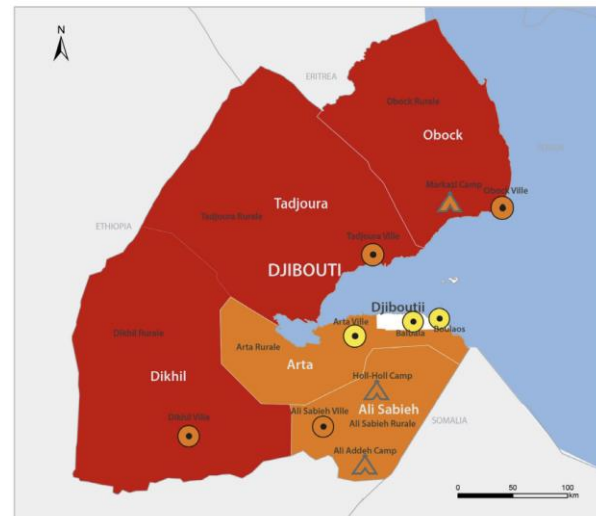 N
ERITREA
Obock Rurale
Obock
Markazi Camp
Obock Ville
Tadjoura
Tadjoura Rurale
ETHIOPIA
Tadjoura Ville
DJIBOUTI
Djiboutii
Arta Ville
Balbala
Boulaos
Dikhil Rurale
Arta Rurale
Arta
Dikhil
Holl-Holl Camp
Ali Sabieh Ville
Ali Sabieh
Ali Sabieh Rurale
SOMALIA
Dikhil Ville
Ali Addeh Camp
0 50 100
km